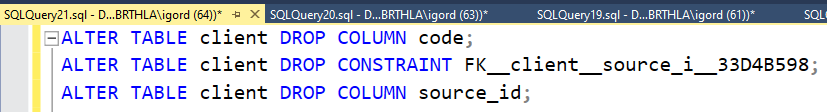 SQLQuery21.sql - D...BRTHLA\igord (64))* SQLQuery20.sql - D...BRTHLA\igord (63))* SQLQuery19.sql - D...BRTHLA\igord (61))* SQLQu
ALTER TABLE client DROP COLUMN code;
ALTER TABLE client DROP CONSTRAINT FK__client__source_i__33D4B598;
ALTER TABLE client DROP COLUMN source_id;